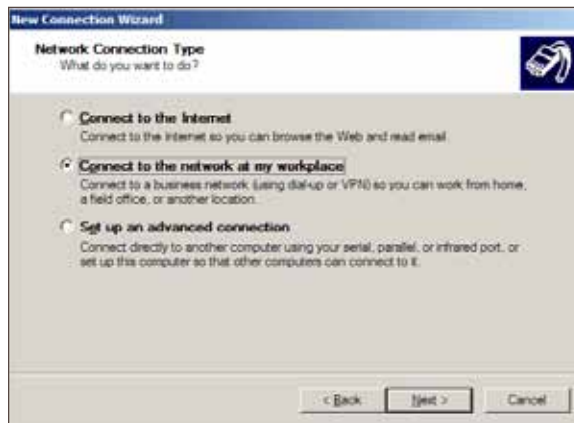 New Connection Wizard
Network Connection Type
What do you want to do?
Connect to the Internet
Connect to the Internet so you can browse the Web and read email.
Connect to the network at my workplace
Connect to a business network (using dial-up or VPN) so you can work from home,
a field office, or another location.
Set up an advanced connection
Connect directly to another computer using your serial, parallel, or infrared port, or
set up this computer so that other computers can connect to it.
< Back
Next >
Cancel